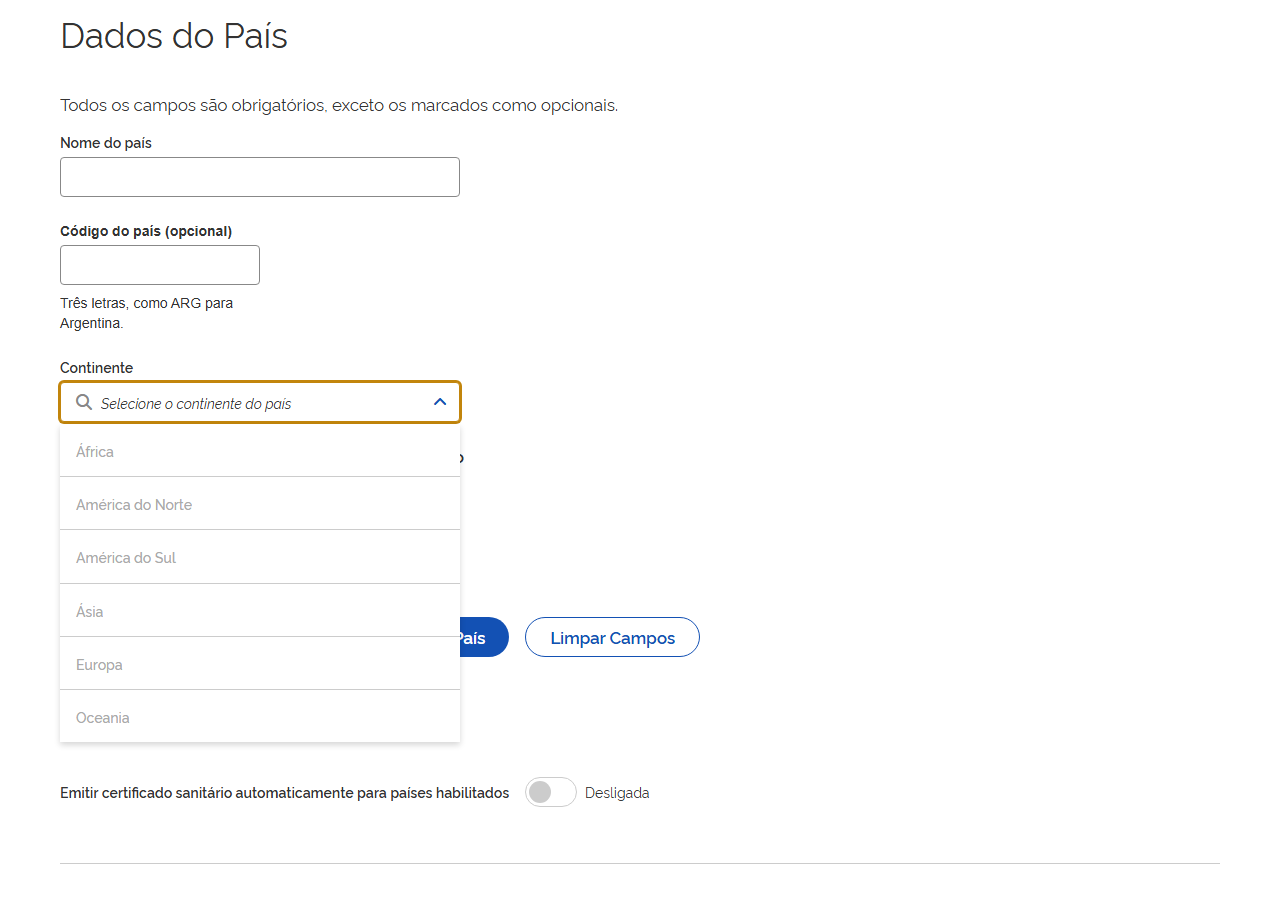 Dados do País
Todos os campos são obrigatórios, exceto os marcados como opcionais.
Nome do país
Código do país (opcional)
Três letras, como ARG para
Argentina.
Continente
Selecione o continente do país
África
América do Norte
América do Sul
Ásia
País Limpar Campos
Europa
Oceania
Emitir certificado sanitário automaticamente para países habilitados Desligada